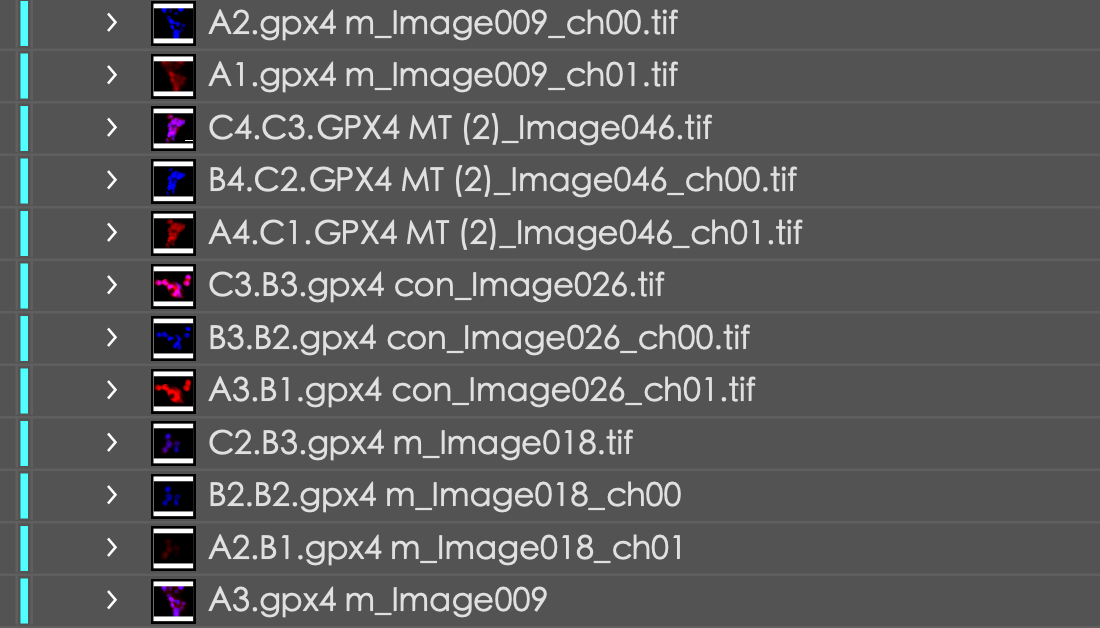 A2.gpx4 m_Image009_ch00.tif
A1.gpx4 m_Image009_ch01.tif
C4.C3.GPX4 MT (2)_Image046.tif
B4.C2.GPX4 MT (2)_Image046_ch00.tif
A4.C1.GPX4 MT (2)_Image046_ch01.tif
C3.B3.gpx4 con_Image026.tif
B3.B2.gpx4 con_Image026_ch00.tif
A3.B1.gpx4 con_Image026_ch01.tif
C2.B3.gpx4 m_Image018.tif
B2.B2.gpx4 m_Image018_ch00
A2.B1.gpx4 m_Image018_ch01
A3.gpx4 m_Image009